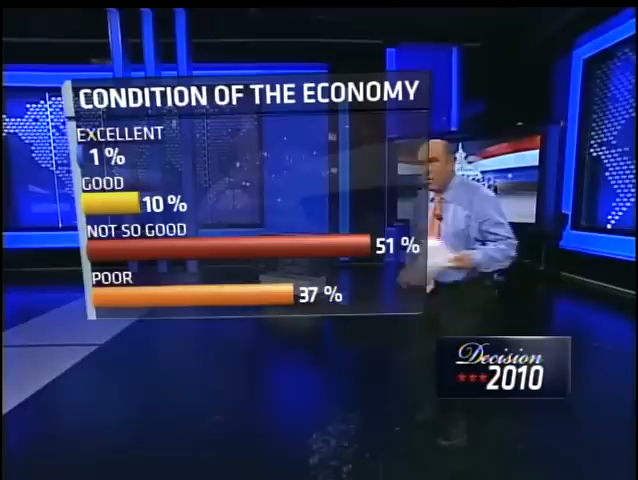 CONDITION OF THE ECONOMY
EXCELLENT
1 %
GOOD
10 %
NOT SO GOOD
51 %
POOR
37 %
Decision
2010